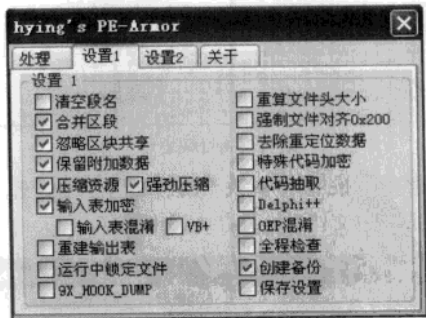 hying's PE-Armor
处理 设置1 设置2 关于
设置 1
清空段名
合并区段
忽略区块共享
保留附加数据
压缩资源 强劲压缩
输入表加密
输入表混淆 VB+
重建输出表
运行中锁定文件
9X_HOOK_DUMP
重算文件头大小
强制文件对齐0x200
去除重定位数据
特殊代码加密
代码抽取
Delphi++
OEP混淆
全程检查
创建备份
保存设置